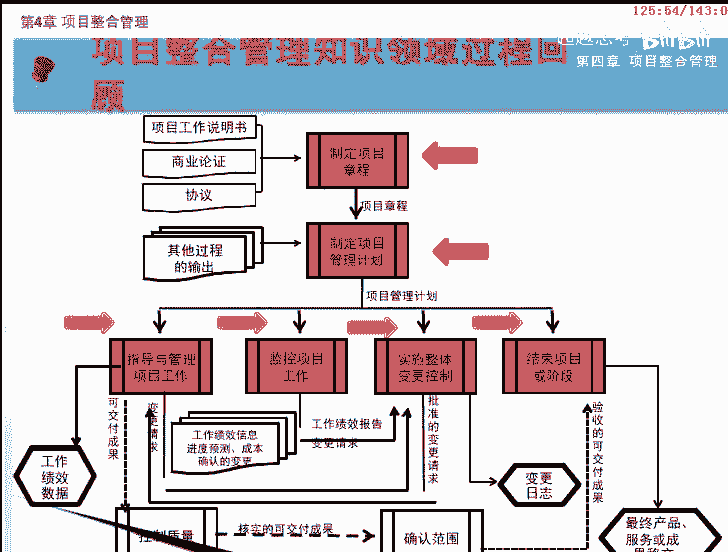 第4章 项目整合管理
125:54/143:0
项目整合管理知识领域过程回
顾
第四章 项目整合管理
项目工作说明书
商业论证
协议
制定项目
章程
项目章程
其他过程
的输出
制定项目
管理计划
项目管理计划
指导与管理
项目工作
监控项目
工作
实施整体
变更控制
结束项目
或阶段
可交付成果
变更请求
工作绩效信息
进度预测、成本
确认的变更
工作绩效报告
变更请求
批准的变更请求
验收的可交付成果
工作
绩效
数据
变更
日志
控制质量
核实的可交付成果
确认范围
最终产品、
服务或成
果移交